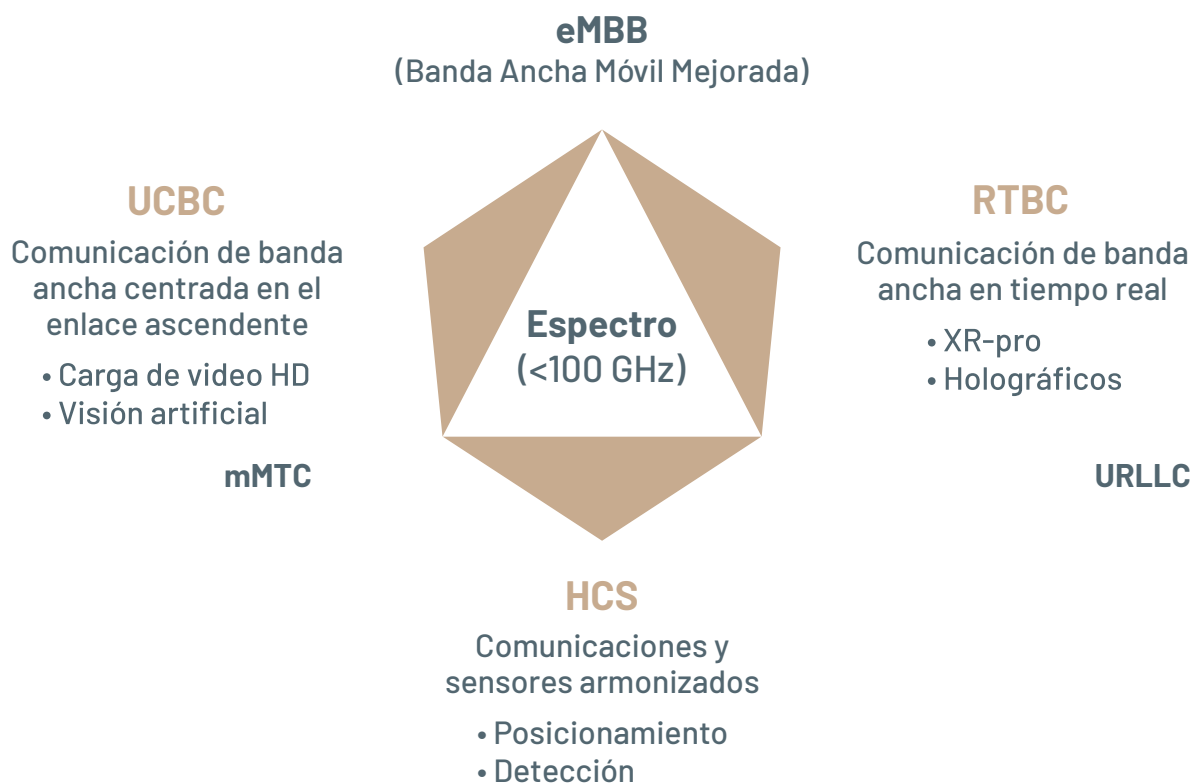 eMBB
(Banda Ancha Móvil Mejorada)
UCBC
Comunicación de banda
ancha centrada en el
enlace ascendente
• Carga de video HD
• Visión artificial
mMTC
Espectro
(<100 GHz)
RTBC
Comunicación de banda
ancha en tiempo real
• XR-pro
• Holográficos
URLLC
HCS
Comunicaciones y
sensores armonizados
• Posicionamiento
• Detección